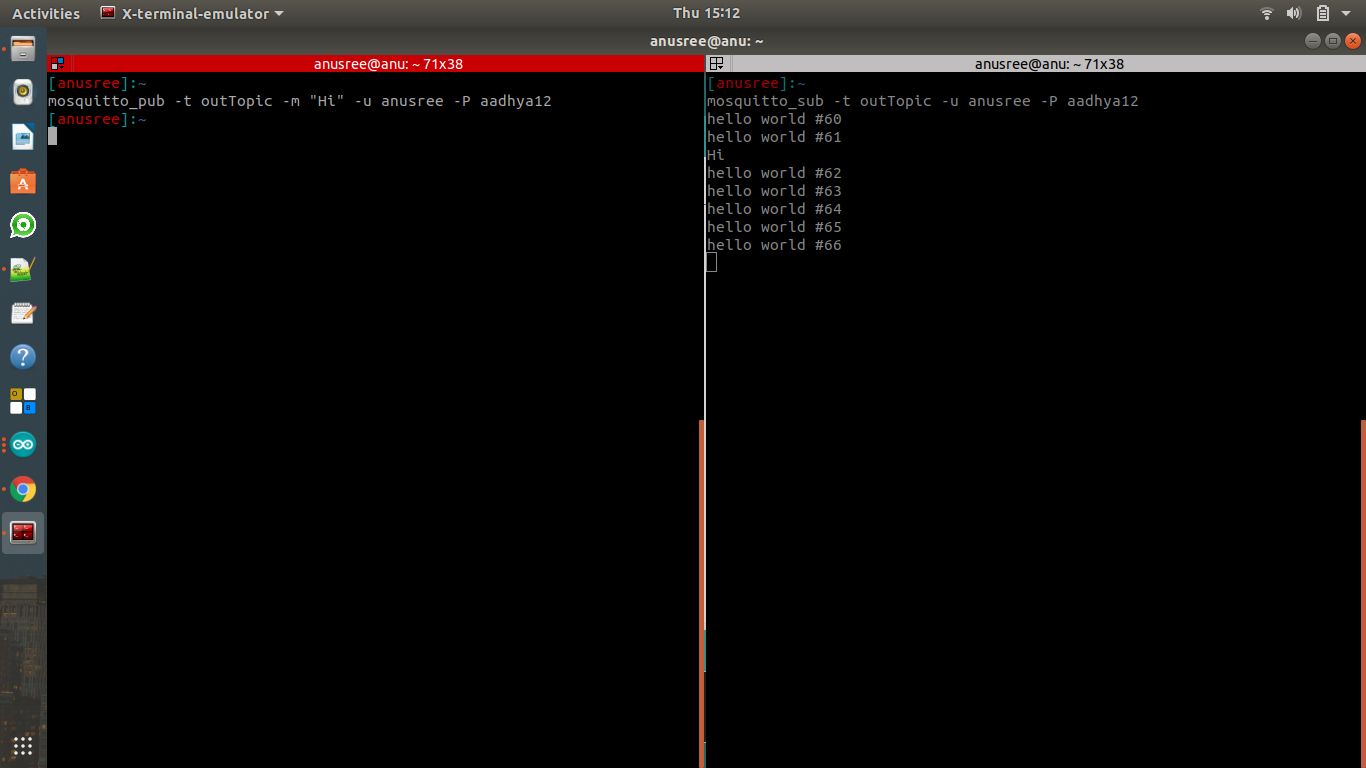 Activities
X-terminal-emulator
Thu 15:12
anusree@anu: ~
anusree@anu: ~ 71x38
[anusree]:~
mosquitto_pub -t outTopic -m "Hi" -u anusree -P aadhya12
[anusree]:~
anusree@anu: ~ 71x38
[anusree]:~
mosquitto_sub -t outTopic -u anusree -P aadhya12
hello world #60
hello world #61
Hi
hello world #62
hello world #63
hello world #64
hello world #65
hello world #66